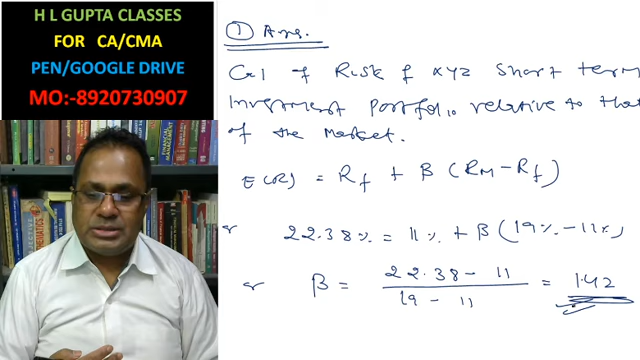 H L GUPTA CLASSES
FOR CA/CMA
PEN/GOOGLE DRIVE
MO:-8920730907
① Ans.
Cal of Risk of XYZ Short term
Investment Portfolio relative to that
of the Market.
E(R) = Rf + β (RM - Rf)
or 22.38% = 11% + β (19% - 11%)
or β = 22.38 - 11 / 19 - 11 = 1.42